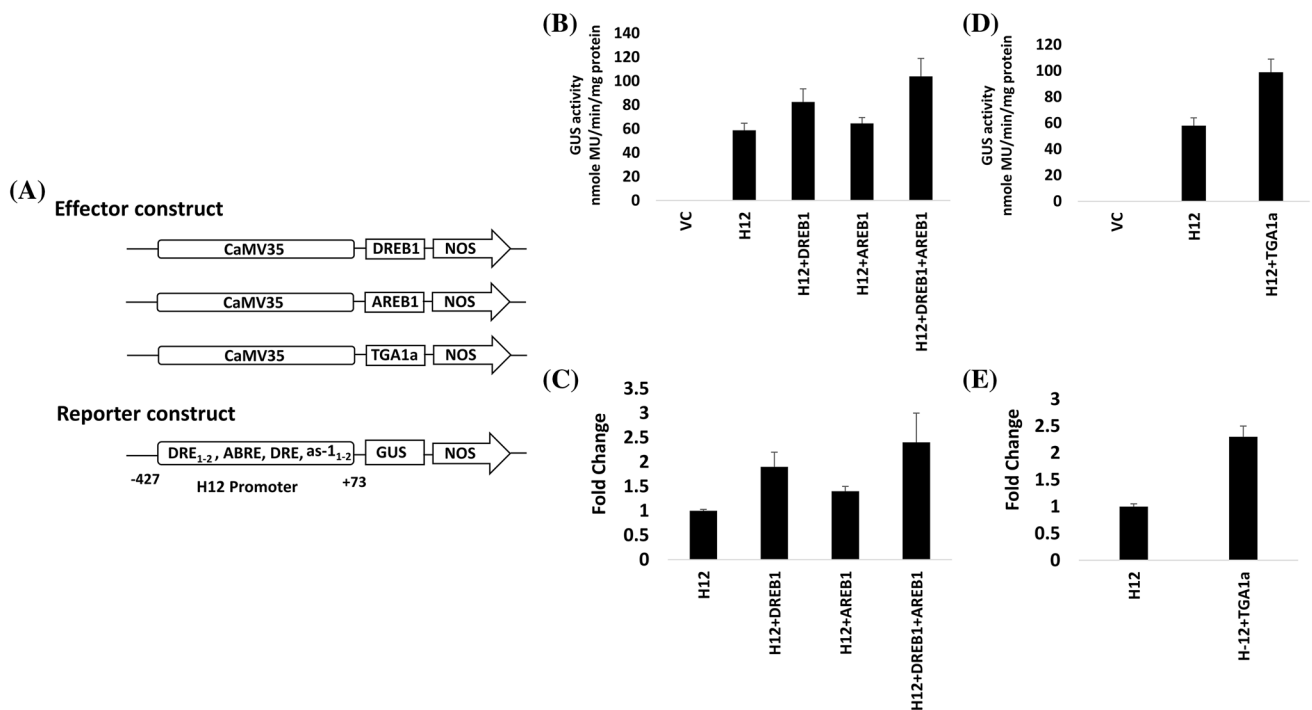 (A)
Effector construct
CaMV35 DREB1 NOS
CaMV35 AREB1 NOS
CaMV35 TGA1a NOS
Reporter construct
DRE1-2 , ABRE, DRE, as-11-2 GUS NOS
-427 H12 Promoter +73
(B)
GUS activity
nmole MU/min/mg protein
140
120
100
80
60
40
20
0
VC
H12
H12+DREB1
H12+AREB1
H12+DREB1+AREB1
(C)
Fold Change
3.5
3
2.5
2
1.5
1
0.5
0
H12
H12+DREB1
H12+AREB1
H12+DREB1+AREB1
(D)
GUS activity
nmole MU/min/mg protein
120
100
80
60
40
20
0
VC
H12
H12+TGA1a
(E)
Fold Change
3
2.5
2
1.5
1
0.5
0
H12
H-12+TGA1a